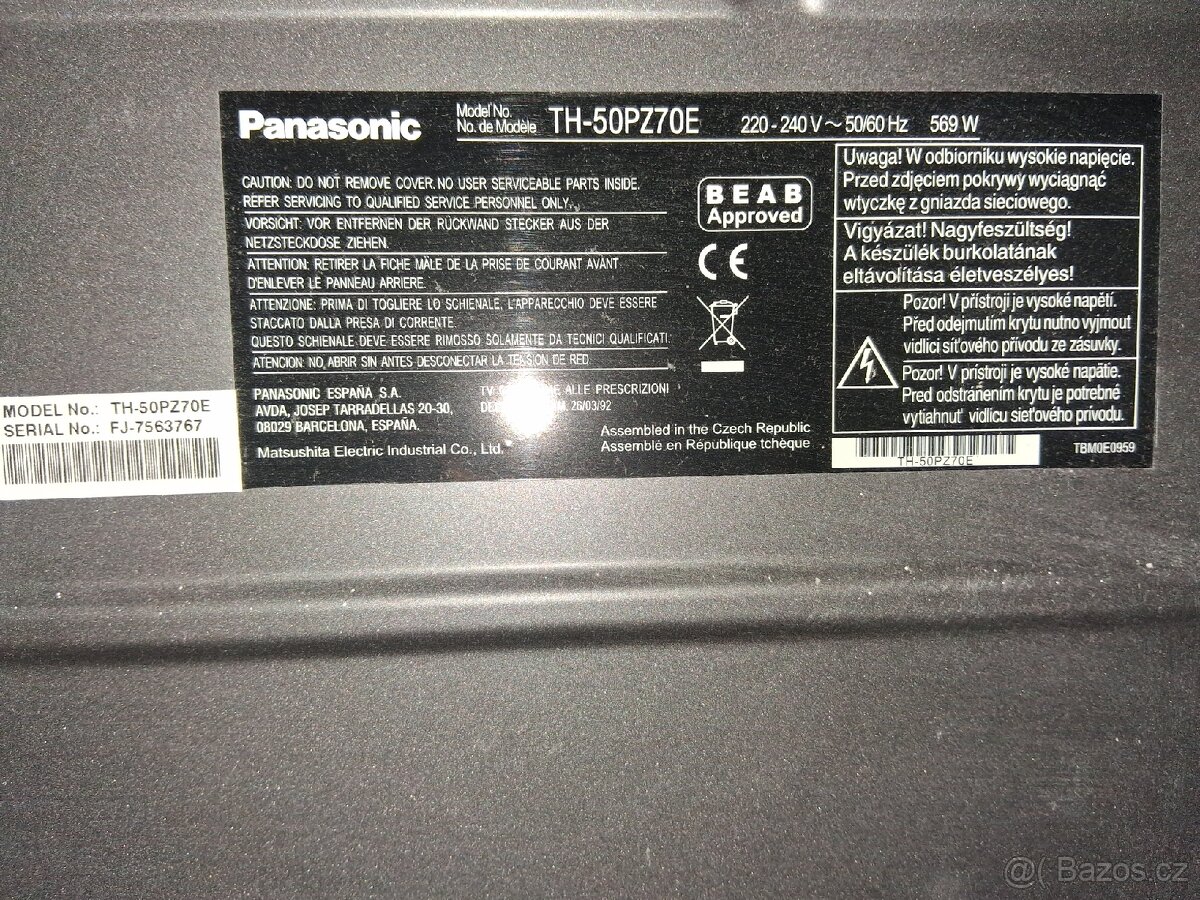 Panasonic
Model No.
No. de Modèle
TH-50PZ70E
220 - 240 V ~ 50/60 Hz 569 W
CAUTION: DO NOT REMOVE COVER. NO USER SERVICEABLE PARTS INSIDE.
REFER SERVICING TO QUALIFIED SERVICE PERSONNEL ONLY.
VORSICHT: VOR ENTFERNEN DER RÜCKWAND STECKER AUS DER
NETZSTECKDOSE ZIEHEN.
ATTENTION: RETIRER LA FICHE MÂLE DE LA PRISE DE COURANT AVANT
D'ENLEVER LE PANNEAU ARRIERE.
ATTENZIONE: PRIMA DI TOGLIERE LO SCHIENALE, L'APPARECCHIO DEVE ESSERE
STACCATO DALLA PRESA DI CORRENTE.
QUESTO SCHIENALE DEVE ESSERE RIMOSSO SOLAMENTE DA TECNICI QUALIFICATI.
ATENCION: NO ABRIR SIN ANTES DESCONECTAR LA TENSION DE RED
PANASONIC ESPAÑA S.A.
AVDA, JOSEP TARRADELLAS 20-30,
08029 BARCELONA, ESPAÑA.
TV ALLE PRESCRIZIONI
26/03/92
Matsushita Electric Industrial Co., Ltd.
Assembled in the Czech Republic
Assemblé en République tchèque
BEAB
Approved
CE
Uwaga! W odbiorniku wysokie napięcie.
Przed zdjęciem pokrywy wyciągnąć
wtyczkę z gniazda sieciowego.
Vigyázat! Nagyfeszültség!
A készülék burkolatának
eltávolítása életveszélyes!
Pozor! V přístroji je vysoké napětí.
Před odejmutím krytu nutno vyjmout
vidlici síťového přívodu ze zásuvky.
Pozor! V prístroji je vysoké napätie.
Pred odstránením krytu je potrebné
vytiahnuť vidlicu sieťového prívodu.
TH-50PZ70E
TBM0E0959
MODEL No.: TH-50PZ70E
SERIAL No.: FJ-7563767
@( Bazos.cz